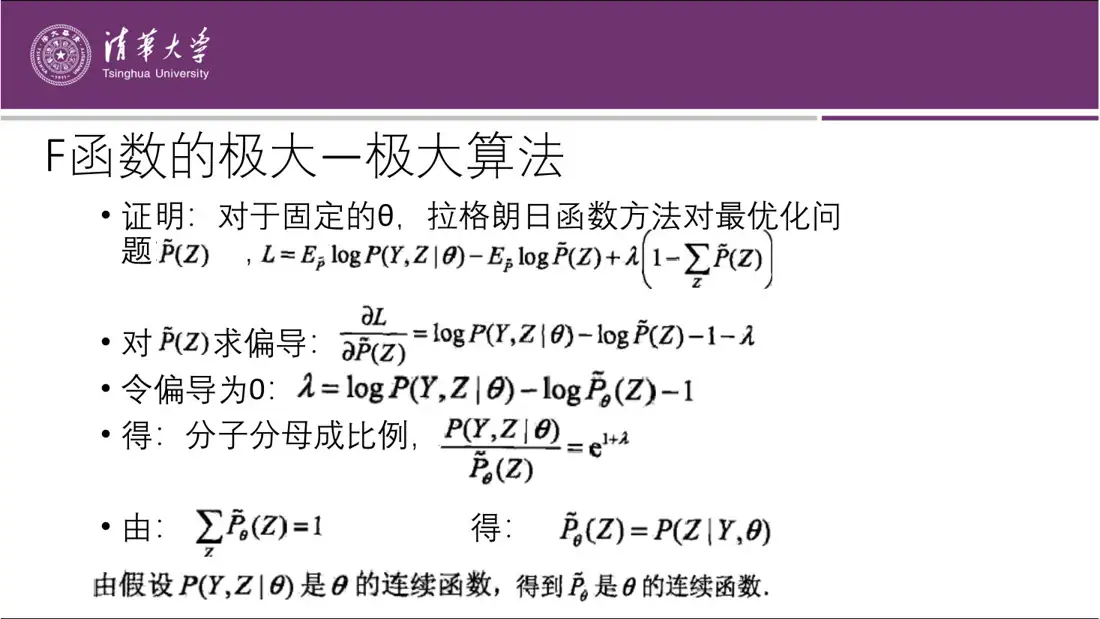 清华大学
Tsinghua University
F函数的极大—极大算法
• 证明：对于固定的θ，拉格朗日函数方法对最优化问
题 P̃(Z) , L = E_P̃ log P(Y,Z|θ) − E_P̃ log P̃(Z) + λ(1 − ∑_Z P̃(Z))
• 对 P̃(Z) 求偏导： ∂L/∂P̃(Z) = log P(Y,Z|θ) − log P̃(Z) − 1 − λ
• 令偏导为0： λ = log P(Y,Z|θ) − log P̃_θ(Z) − 1
• 得：分子分母成比例， P(Y,Z|θ)/P̃_θ(Z) = e^{1+λ}
• 由： ∑_Z P̃_θ(Z) = 1 得： P̃_θ(Z) = P(Z|Y,θ)
由假设 P(Y,Z|θ) 是 θ 的连续函数，得到 P̃_θ 是 θ 的连续函数.